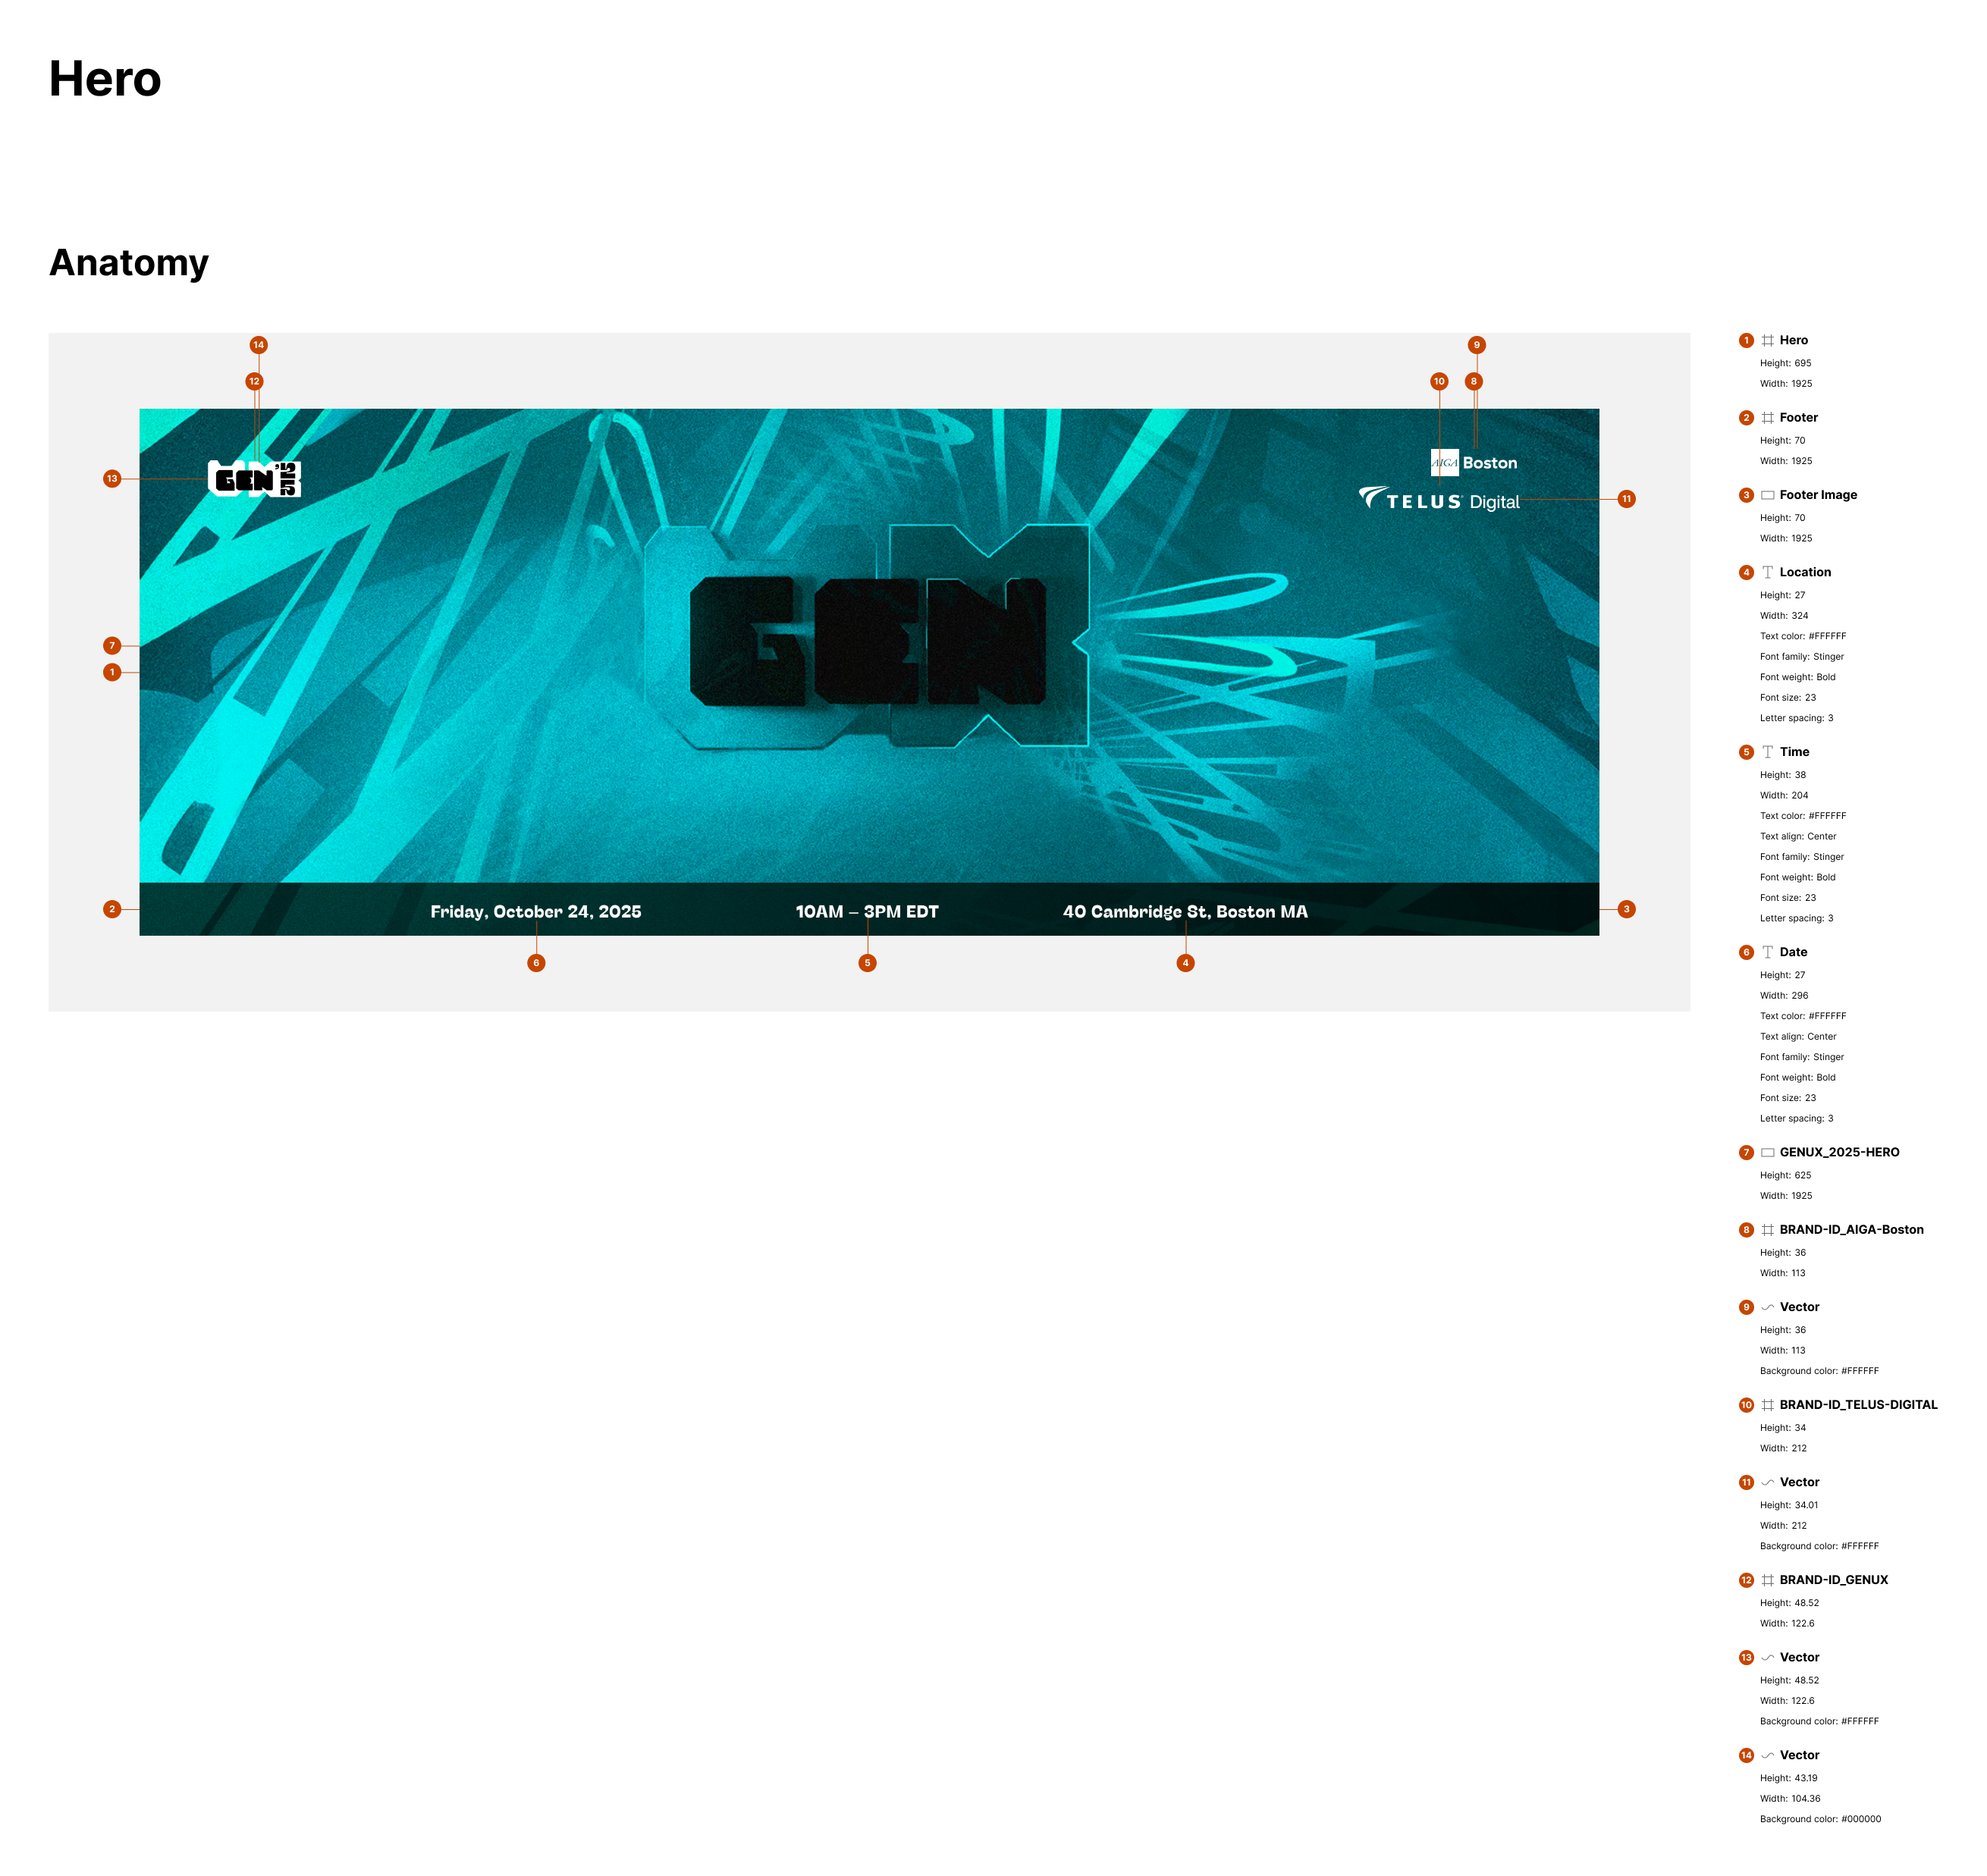 Hero
Anatomy
14
9
12
10
8
GEN'25
AIGA Boston
13
TELUS Digital
11
GEN
7
1
2
Friday, October 24, 2025
10AM – 3PM EDT
40 Cambridge St, Boston MA
3
6
5
4
1 Hero
Height: 695
Width: 1925
2 Footer
Height: 70
Width: 1925
3 Footer Image
Height: 70
Width: 1925
4 Location
Height: 27
Width: 324
Text color: #FFFFFF
Font family: Stinger
Font weight: Bold
Font size: 23
Letter spacing: 3
5 Time
Height: 38
Width: 204
Text color: #FFFFFF
Text align: Center
Font family: Stinger
Font weight: Bold
Font size: 23
Letter spacing: 3
6 Date
Height: 27
Width: 296
Text color: #FFFFFF
Text align: Center
Font family: Stinger
Font weight: Bold
Font size: 23
Letter spacing: 3
7 GENUX_2025-HERO
Height: 625
Width: 1925
8 BRAND-ID_AIGA-Boston
Height: 36
Width: 113
9 Vector
Height: 36
Width: 113
Background color: #FFFFFF
10 BRAND-ID_TELUS-DIGITAL
Height: 34
Width: 212
11 Vector
Height: 34.01
Width: 212
Background color: #FFFFFF
12 BRAND-ID_GENUX
Height: 48.52
Width: 122.6
13 Vector
Height: 48.52
Width: 122.6
Background color: #FFFFFF
14 Vector
Height: 43.19
Width: 104.36
Background color: #000000